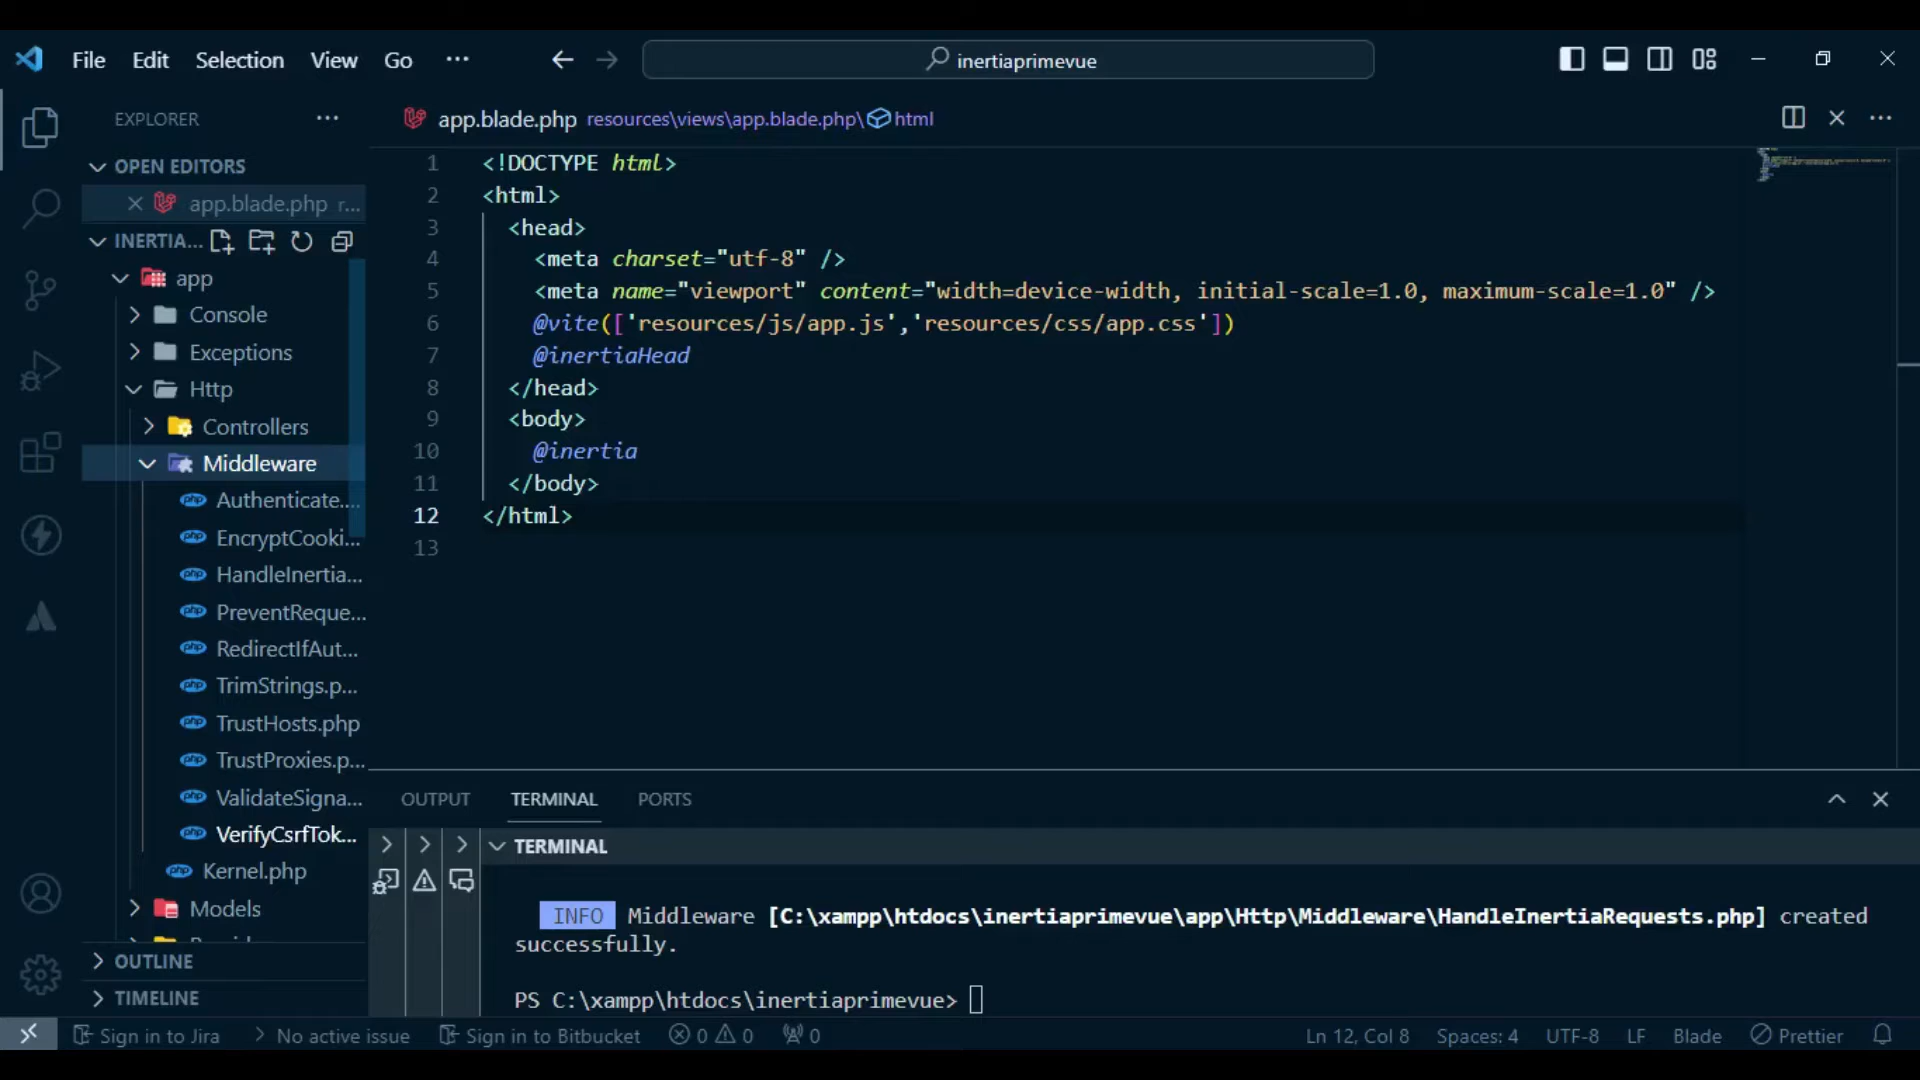 File Edit Selection View Go ··· inertiaprimevue
EXPLORER ···
OPEN EDITORS
app.blade.php r...
INERTIA...
app
Console
Exceptions
Http
Controllers
Middleware
Authenticate....
EncryptCooki...
HandleInertia...
PreventReque...
RedirectIfAut...
TrimStrings.p...
TrustHosts.php
TrustProxies.p...
ValidateSigna...
VerifyCsrfTok...
Kernel.php
Models
OUTLINE
TIMELINE
app.blade.php resources\views\app.blade.php\html
1 <!DOCTYPE html>
2 <html>
3 <head>
4 <meta charset="utf-8" />
5 <meta name="viewport" content="width=device-width, initial-scale=1.0, maximum-scale=1.0" />
6 @vite(['resources/js/app.js','resources/css/app.css'])
7 @inertiaHead
8 </head>
9 <body>
10 @inertia
11 </body>
12 </html>
13
OUTPUT TERMINAL PORTS
TERMINAL
INFO Middleware [C:\xampp\htdocs\inertiaprimevue\app\Http\Middleware\HandleInertiaRequests.php] created
successfully.
PS C:\xampp\htdocs\inertiaprimevue>
Sign in to Jira > No active issue Sign in to Bitbucket 0 0 0 Ln 12, Col 8 Spaces: 4 UTF-8 LF Blade Prettier